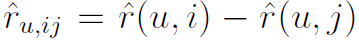 r̂_{u,ij} = r̂(u, i) − r̂(u, j)